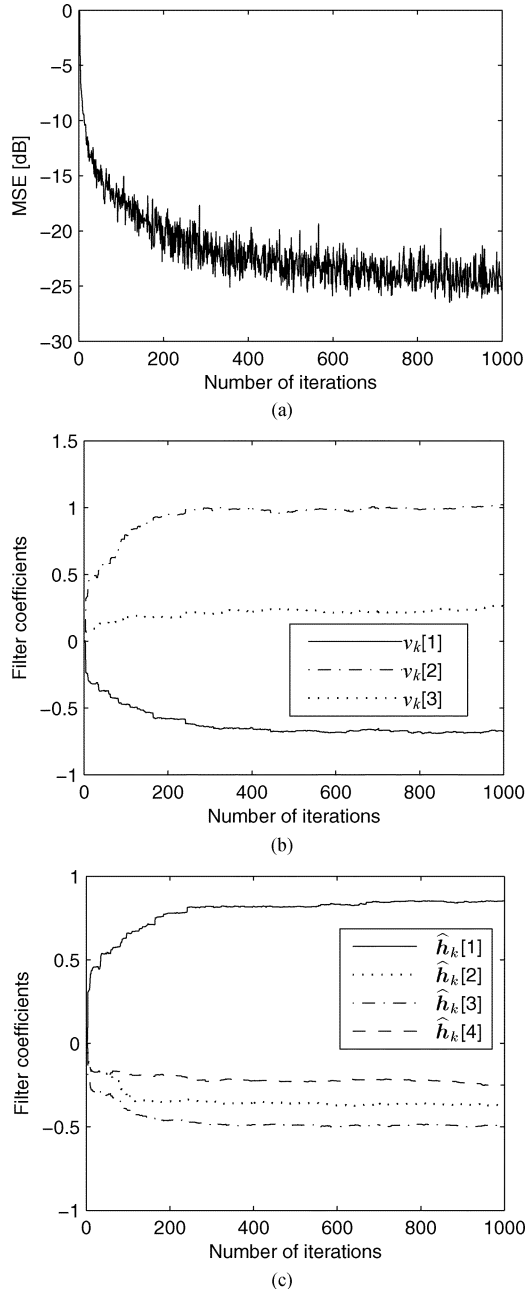 0
−5
−10
−15
−20
−25
−30
MSE [dB]
0 200 400 600 800 1000
Number of iterations
(a)
1.5
1
0.5
0
−0.5
−1
Filter coefficients
v_k[1]
v_k[2]
v_k[3]
0 200 400 600 800 1000
Number of iterations
(b)
1
0.5
0
−0.5
−1
Filter coefficients
ĥ_k[1]
ĥ_k[2]
ĥ_k[3]
ĥ_k[4]
0 200 400 600 800 1000
Number of iterations
(c)